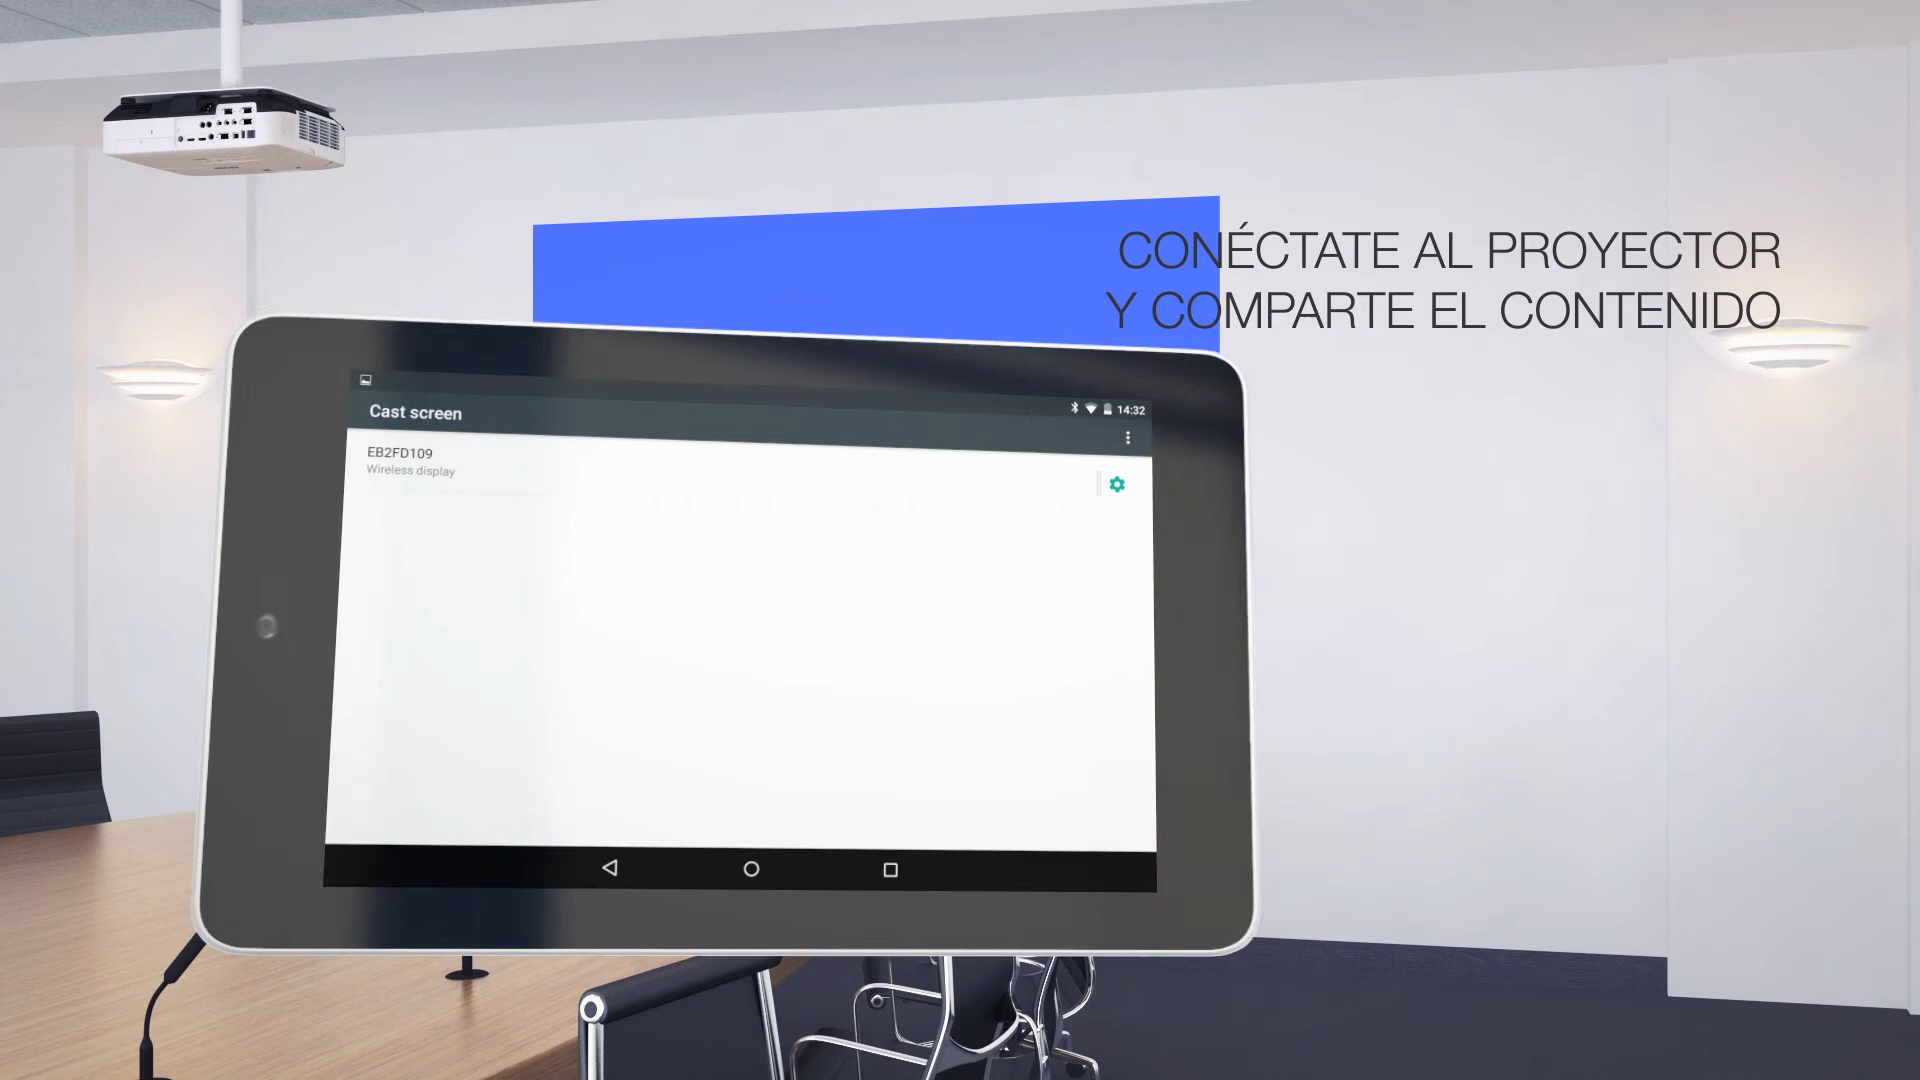 CONÉCTATE AL PROYECTOR
Y COMPARTE EL CONTENIDO
14:32
Cast screen
EB2FD109
Wireless display